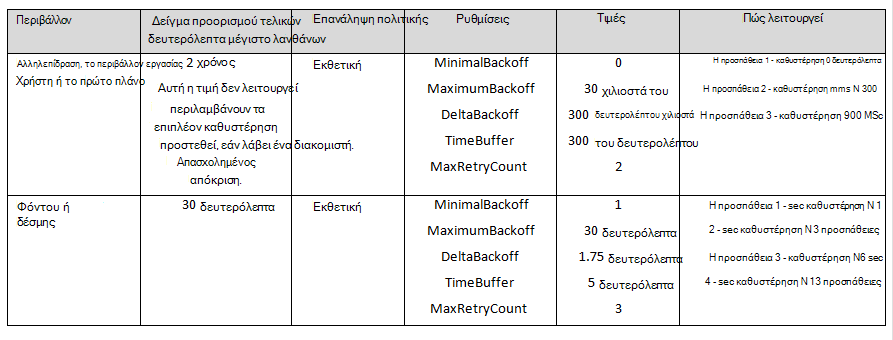 Περιβάλλον
Δείγμα προορισμού τελικών
δευτερόλεπτα μέγιστο λανθάνων
Επανάληψη πολιτικής
Ρυθμίσεις
Τιμές
Πώς λειτουργεί
Αλληλεπίδραση, το περιβάλλον εργασίας
Χρήστη ή το πρώτο πλάνο
2 χρόνος
Αυτή η τιμή δεν λειτουργεί
περιλαμβάνουν τα
επιπλέον καθυστέρηση
προστεθεί, εάν λάβει ένα διακομιστή.
Απασχολημένος
απόκριση.
Εκθετική
MinimalBackoff
MaximumBackoff
DeltaBackoff
TimeBuffer
MaxRetryCount
0
30 χιλιοστά του
300 δευτερολέπτου χιλιοστά
300 του δευτερολέπτου
2
Η προσπάθεια 1 - καθυστέρηση 0 δευτερόλεπτα
Η προσπάθεια 2 - καθυστέρηση mms N 300
Η προσπάθεια 3 - καθυστέρηση 900 MSc
Φόντου ή
δέσμης
30 δευτερόλεπτα
Εκθετική
MinimalBackoff
MaximumBackoff
DeltaBackoff
TimeBuffer
MaxRetryCount
1
30 δευτερόλεπτα
1.75 δευτερόλεπτα
5 δευτερόλεπτα
3
Η προσπάθεια 1 - sec καθυστέρηση N 1
2 - sec καθυστέρηση N 3 προσπάθειες
Η προσπάθεια 3 - καθυστέρηση N6 sec
4 - sec καθυστέρηση N 13 προσπάθειες